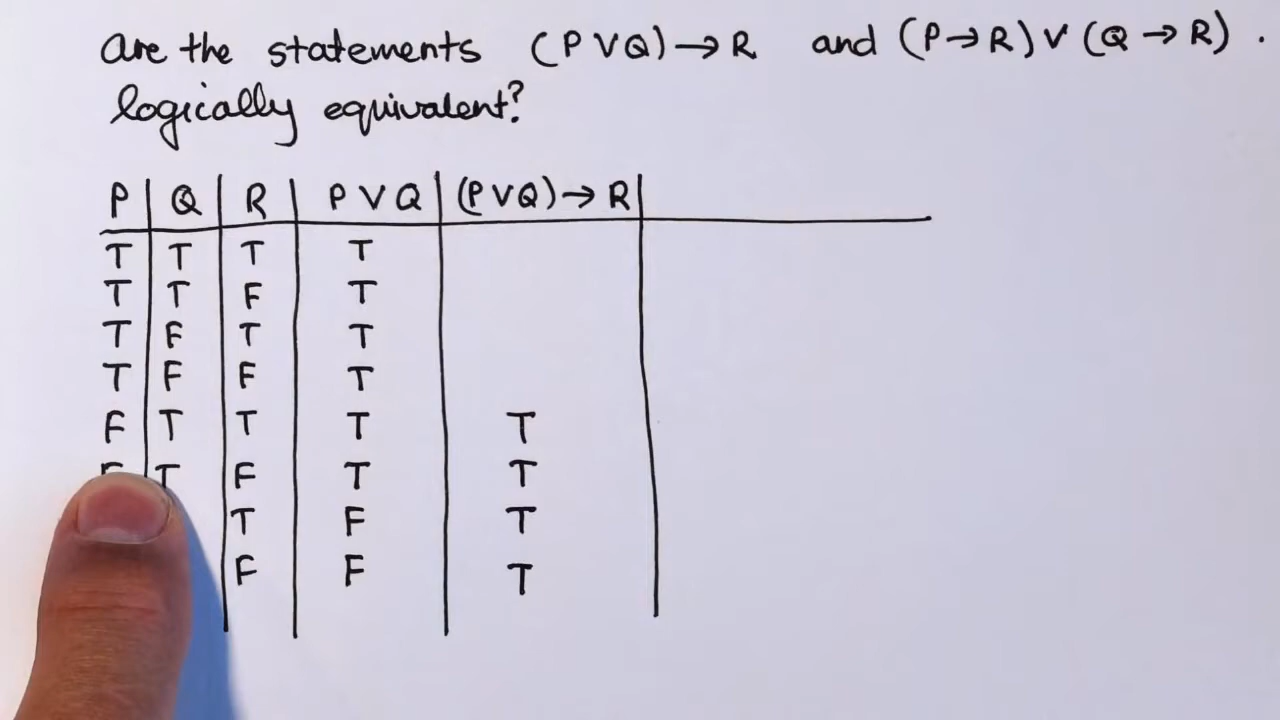 are the statements (P∨Q)→R and (P→R)∨(Q→R).
logically equivalent?
P Q R P∨Q (P∨Q)→R
T T T T
T T F T
T F T T
T F F T
F T T T T
T F T T
T F T
F F T